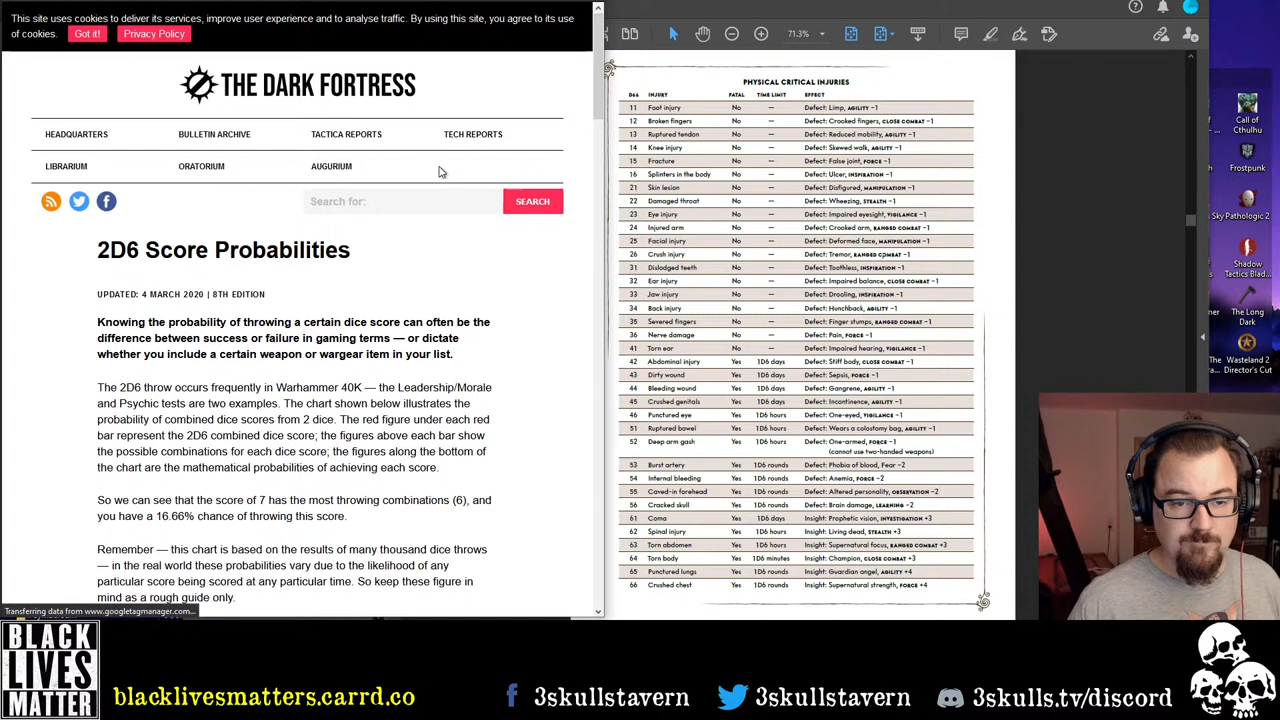 This site uses cookies to deliver its services, improve user experience and to analyse traffic. By using this site, you agree to its use
of cookies. Got it! Privacy Policy
THE DARK FORTRESS
HEADQUARTERS BULLETIN ARCHIVE TACTICA REPORTS TECH REPORTS
LIBRARIUM ORATORIUM AUGURIUM
Search for: SEARCH
2D6 Score Probabilities
UPDATED: 4 MARCH 2020 | 8TH EDITION
Knowing the probability of throwing a certain dice score can often be the
difference between success or failure in gaming terms — or dictate
whether you include a certain weapon or wargear item in your list.
The 2D6 throw occurs frequently in Warhammer 40K — the Leadership/Morale
and Psychic tests are two examples. The chart shown below illustrates the
probability of combined dice scores from 2 dice. The red figure under each red
bar represent the 2D6 combined dice score; the figures above each bar show
the possible combinations for each dice score; the figures along the bottom of
the chart are the mathematical probabilities of achieving each score.
So we can see that the score of 7 has the most throwing combinations (6), and
you have a 16.66% chance of throwing this score.
Remember — this chart is based on the results of many thousand dice throws
— in the real world these probabilities vary due to the likelihood of any
particular score being scored at any particular time. So keep these figure in
mind as a rough guide only.
Transferring data from www.googletagmanager.com...
71.3%
PHYSICAL CRITICAL INJURIES
D66 INJURY FATAL TIME LIMIT EFFECT
11 Foot injury No — Defect: Limp, AGILITY −1
12 Broken fingers No — Defect: Crooked fingers, CLOSE COMBAT −1
13 Ruptured tendon No — Defect: Reduced mobility, AGILITY −1
14 Knee injury No — Defect: Skewed walk, AGILITY −1
15 Fracture No — Defect: False joint, FORCE −1
16 Splinters in the body No — Defect: Ulcer, INSPIRATION −1
21 Skin lesion No — Defect: Disfigured, MANIPULATION −1
22 Damaged throat No — Defect: Wheezing, STEALTH −1
23 Eye injury No — Defect: Impaired eyesight, VIGILANCE −1
24 Injured arm No — Defect: Crooked arm, RANGED COMBAT −1
25 Facial injury No — Defect: Deformed face, MANIPULATION −1
26 Crush injury No — Defect: Tremor, RANGED COMBAT −1
31 Dislodged teeth No — Defect: Toothless, INSPIRATION −1
32 Ear injury No — Defect: Impaired balance, CLOSE COMBAT −1
33 Jaw injury No — Defect: Drooling, INSPIRATION −1
34 Back injury No — Defect: Hunchback, AGILITY −1
35 Severed fingers No — Defect: Finger stumps, RANGED COMBAT −1
36 Nerve damage No — Defect: Pain, FORCE −1
41 Torn ear No — Defect: Impaired hearing, VIGILANCE −1
42 Abdominal injury Yes 1D6 days Defect: Stiff body, CLOSE COMBAT −1
43 Dirty wound Yes 1D6 days Defect: Sepsis, FORCE −1
44 Bleeding wound Yes 1D6 days Defect: Gangrene, AGILITY −1
45 Crushed genitals Yes 1D6 days Defect: Incontinence, AGILITY −1
46 Punctured eye Yes 1D6 hours Defect: One-eyed, VIGILANCE −1
51 Ruptured bowel Yes 1D6 hours Defect: Wears a colostomy bag, AGILITY −1
52 Deep arm gash Yes 1D6 hours Defect: One-armed, FORCE −1
(cannot use two-handed weapons)
53 Burst artery Yes 1D6 rounds Defect: Phobia of blood, Fear −2
54 Internal bleeding Yes 1D6 rounds Defect: Anemia, FORCE −2
55 Caved-in forehead Yes 1D6 rounds Defect: Altered personality, OBSERVATION −2
56 Cracked skull Yes 1D6 rounds Defect: Brain damage, LEARNING −2
61 Coma Yes 1D6 days Insight: Prophetic vision, INVESTIGATION +3
62 Spinal injury Yes 1D6 hours Insight: Living dead, STEALTH +3
63 Torn abdomen Yes 1D6 hours Insight: Supernatural focus, RANGED COMBAT +3
64 Torn body Yes 1D6 minutes Insight: Champion, CLOSE COMBAT +3
65 Punctured lungs Yes 1D6 rounds Insight: Guardian angel, AGILITY +4
66 Crushed chest Yes 1D6 rounds Insight: Supernatural strength, FORCE +4
Call of
Cthulhu
Frostpunk
Sky Pathologic 2
Shadow
Tactics Blad...
The Long
Dark
The Wasteland 2
Director's Cut
BLACK
LIVES
MATTER
blacklivesmatters.carrd.co
3skullstavern
3skullstavern
3skulls.tv/discord